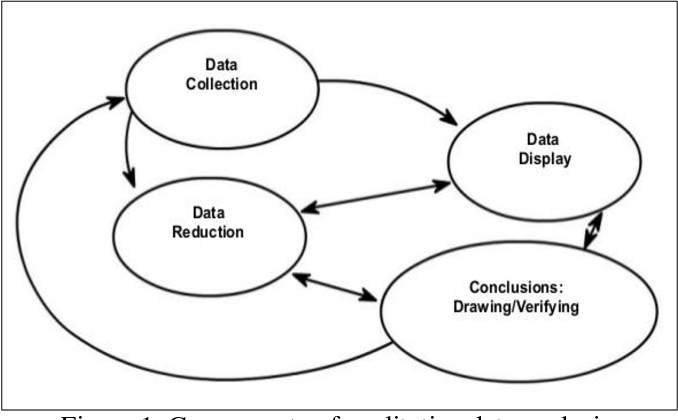 Data
Collection
Data
Display
Data
Reduction
Conclusions:
Drawing/Verifying